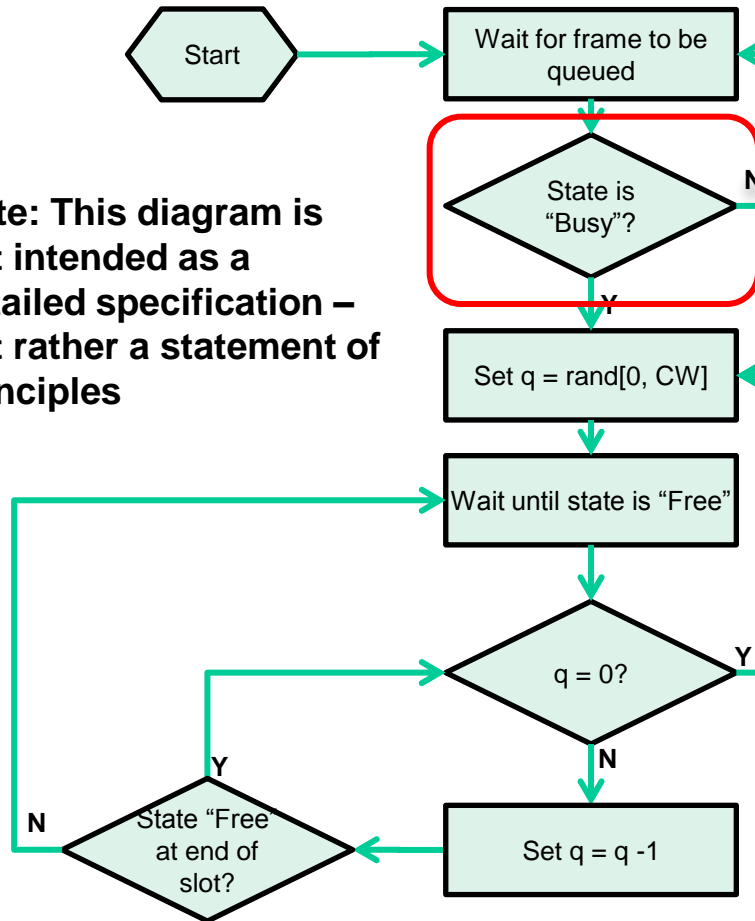 Start
Wait for frame to be
queued
State is
“Busy”?
N
te: This diagram is
t intended as a
tailed specification –
t rather a statement of
nciples
Y
Set q = rand[0, CW]
Wait until state is “Free”
q = 0?
Y
N
Y
N
State “Free”
at end of
slot?
Set q = q -1